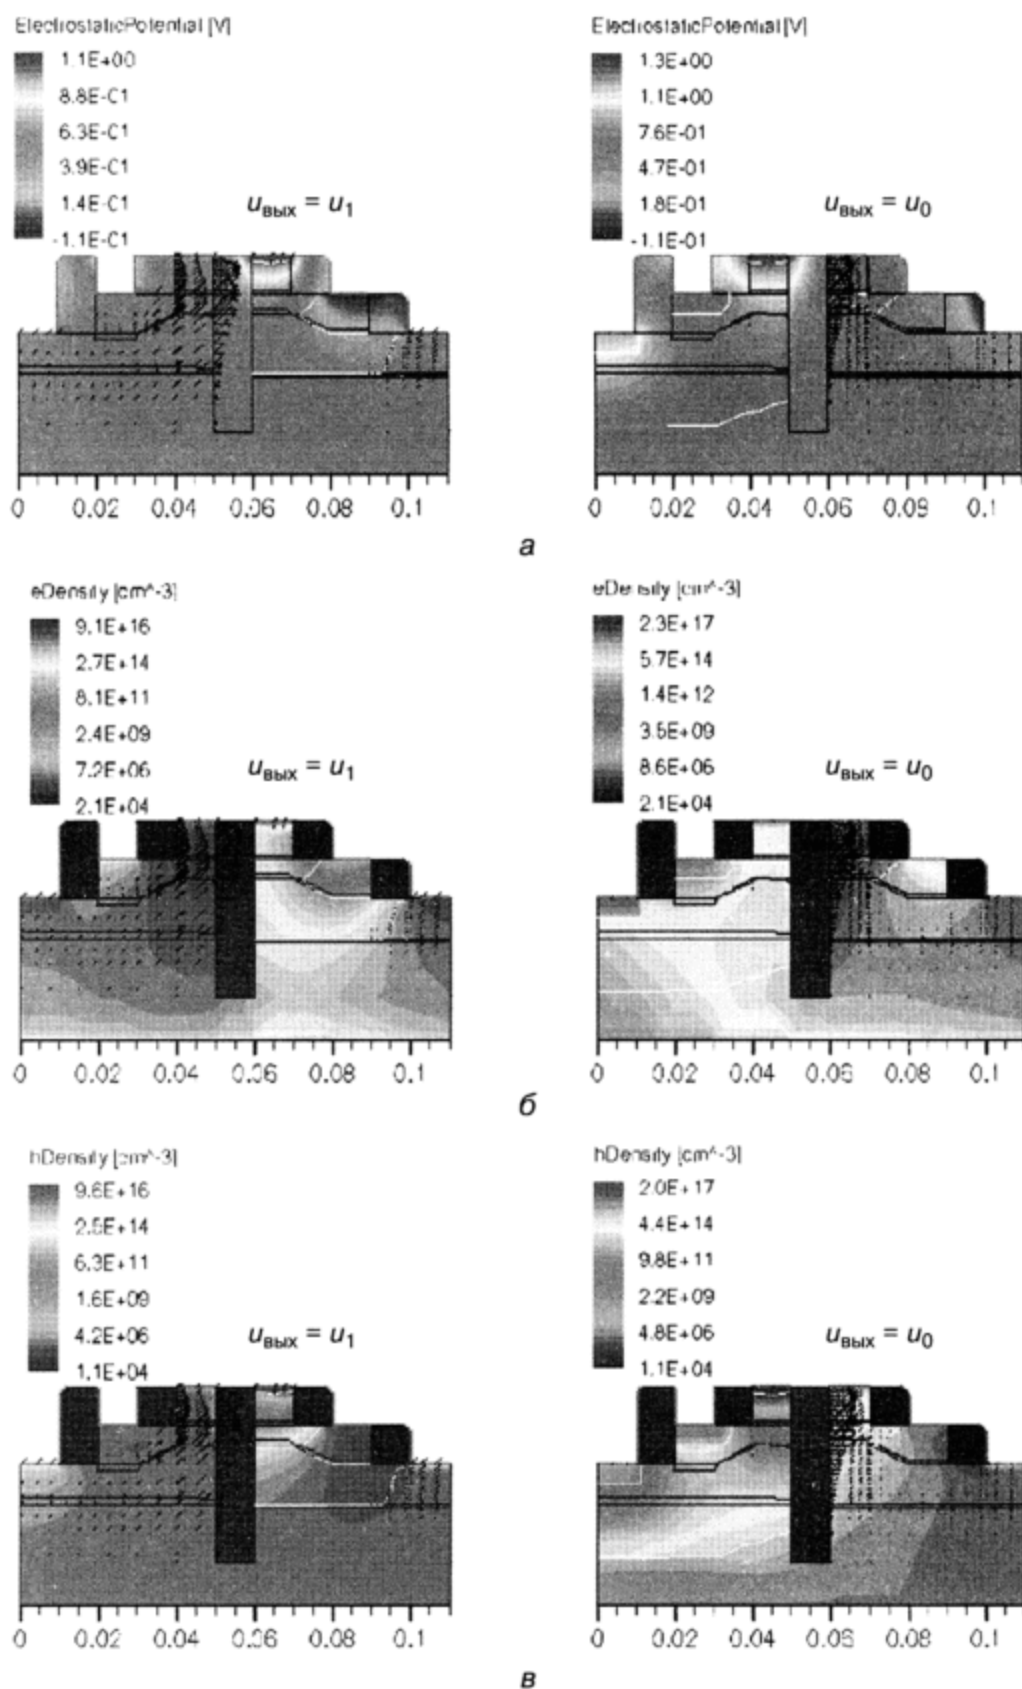 ElectrostaticPotential [V]
1.1E+00
8.8E-01
6.3E-01
3.9E-01
1.4E-01
-1.1E-01
uвых = u1
0 0.02 0.04 0.06 0.08 0.1
ElectrostaticPotential [V]
1.3E+00
1.1E+00
7.6E-01
4.7E-01
1.8E-01
-1.1E-01
uвых = u0
0 0.02 0.04 0.06 0.08 0.1
а
eDensity [cm^-3]
9.1E+16
2.7E+14
8.1E+11
2.4E+09
7.2E+06
2.1E+04
uвых = u1
0 0.02 0.04 0.06 0.08 0.1
eDensity [cm^-3]
2.3E+17
5.7E+14
1.4E+12
3.5E+09
8.6E+06
2.1E+04
uвых = u0
0 0.02 0.04 0.06 0.08 0.1
б
hDensity [cm^-3]
9.6E+16
2.5E+14
6.3E+11
1.6E+09
4.2E+06
1.1E+04
uвых = u1
0 0.02 0.04 0.06 0.08 0.1
hDensity [cm^-3]
2.0E+17
4.4E+14
9.8E+11
2.2E+09
4.8E+06
1.1E+04
uвых = u0
0 0.02 0.04 0.06 0.08 0.1
в